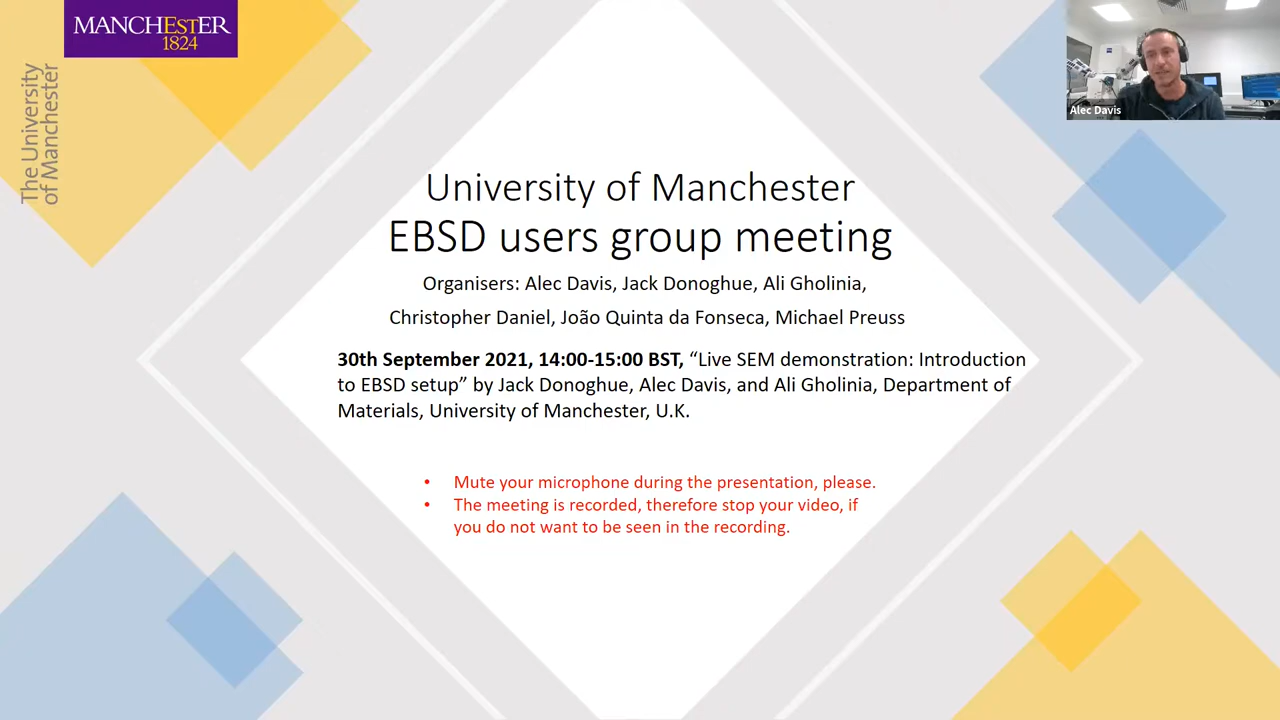 MANCHESTER
1824
The University
of Manchester
Alec Davis
University of Manchester
EBSD users group meeting
Organisers: Alec Davis, Jack Donoghue, Ali Gholinia,
Christopher Daniel, João Quinta da Fonseca, Michael Preuss
30th September 2021, 14:00-15:00 BST, “Live SEM demonstration: Introduction
to EBSD setup” by Jack Donoghue, Alec Davis, and Ali Gholinia, Department of
Materials, University of Manchester, U.K.
• Mute your microphone during the presentation, please.
• The meeting is recorded, therefore stop your video, if
you do not want to be seen in the recording.